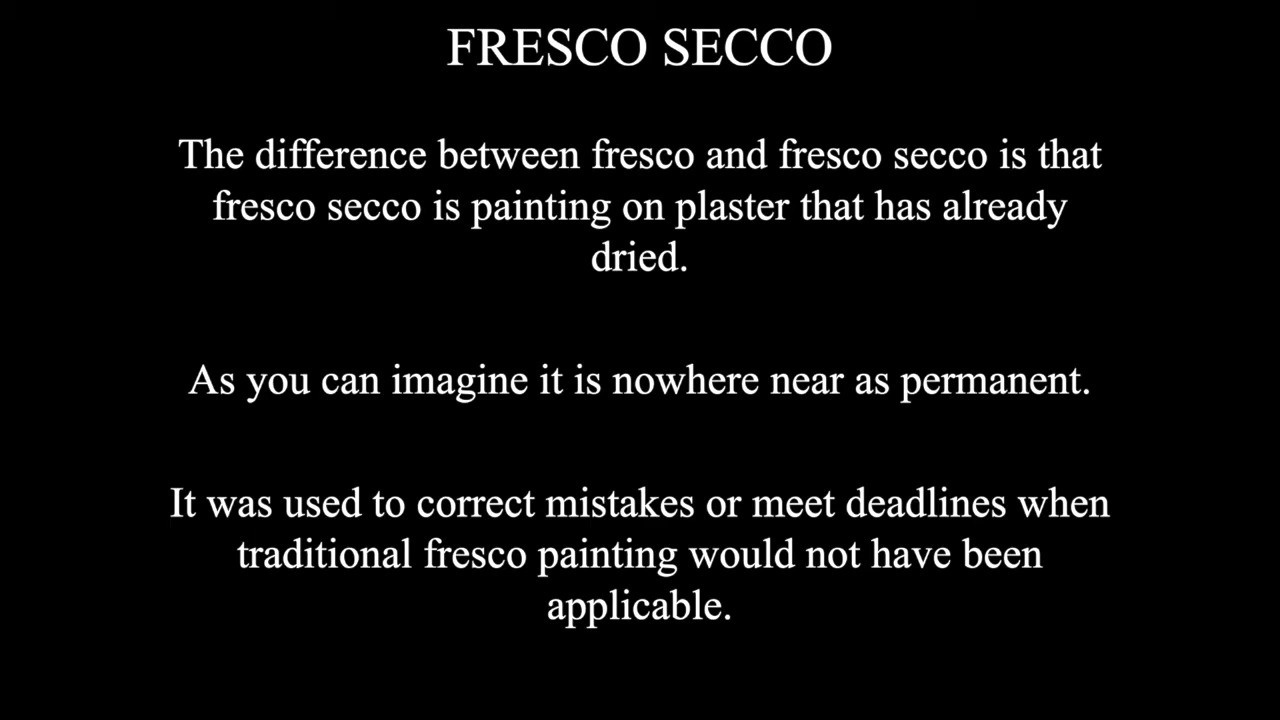 FRESCO SECCO
The difference between fresco and fresco secco is that
fresco secco is painting on plaster that has already
dried.
As you can imagine it is nowhere near as permanent.
It was used to correct mistakes or meet deadlines when
traditional fresco painting would not have been
applicable.